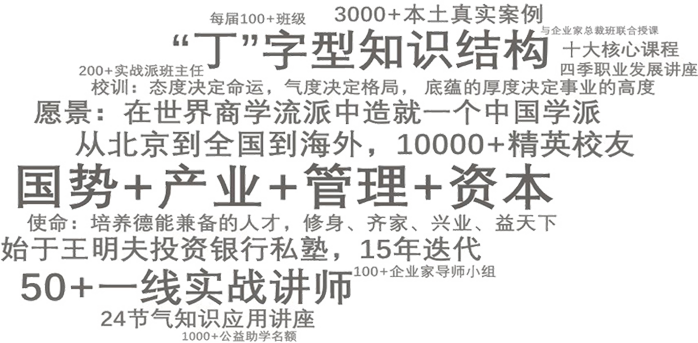 每届100+班级
3000+本土真实案例
“丁”字型知识结构
与企业家总裁班联合授课
十大核心课程
200+实战派班主任
四季职业发展讲座
校训：态度决定命运，气度决定格局，底蕴的厚度决定事业的高度
愿景：在世界商学流派中造就一个中国学派
从北京到全国到海外，10000+精英校友
国势+产业+管理+资本
使命：培养德能兼备的人才，修身、齐家、兴业、益天下
始于王明夫投资银行私塾，15年迭代
100+企业家导师小组
50+一线实战讲师
24节气知识应用讲座
1000+公益助学名额